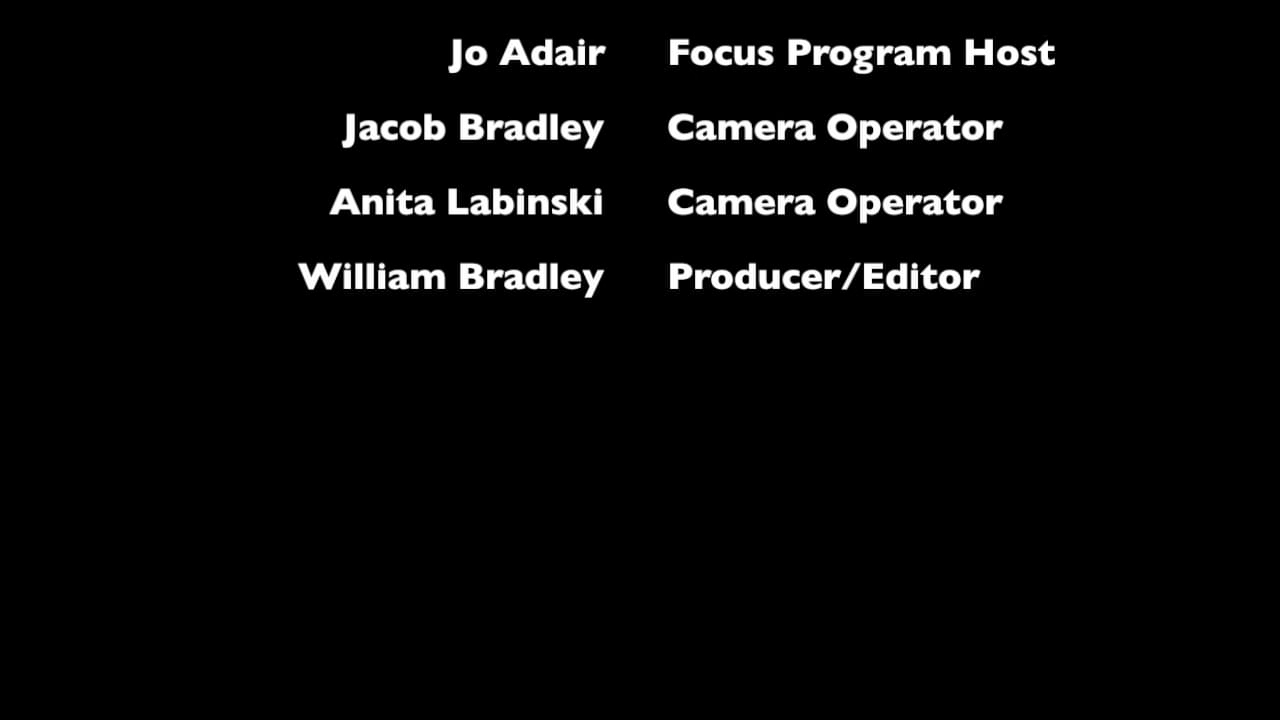 Jo Adair Focus Program Host
Jacob Bradley Camera Operator
Anita Labinski Camera Operator
William Bradley Producer/Editor